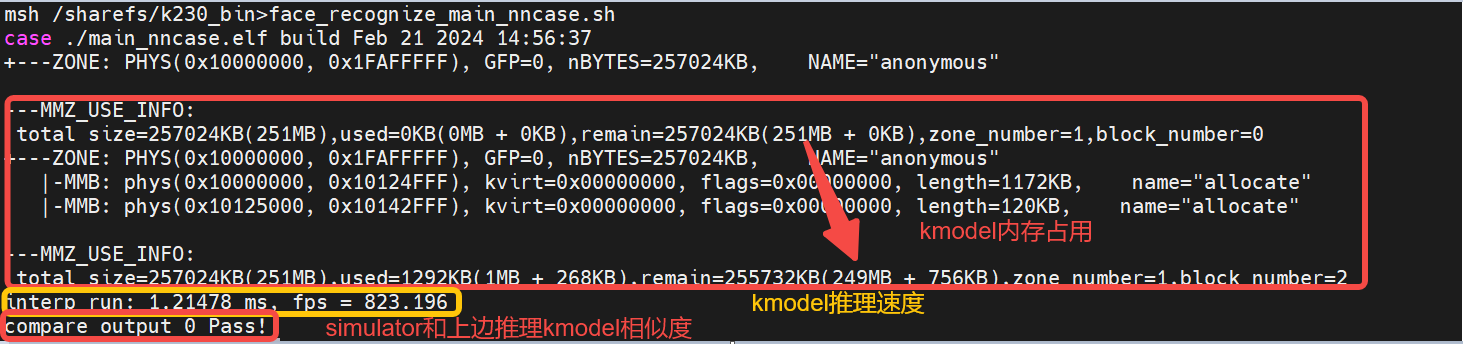 msh /sharefs/k230_bin>face_recognize_main_nncase.sh
case ./main_nncase.elf build Feb 21 2024 14:56:37
+---ZONE: PHYS(0x10000000, 0x1FAFFFFF), GFP=0, nBYTES=257024KB,    NAME="anonymous"
---MMZ_USE_INFO:
total size=257024KB(251MB),used=0KB(0MB + 0KB),remain=257024KB(251MB + 0KB),zone_number=1,block_number=0
+---ZONE: PHYS(0x10000000, 0x1FAFFFFF), GFP=0, nBYTES=257024KB,    NAME="anonymous"
|-MMB: phys(0x10000000, 0x10124FFF), kvirt=0x00000000, flags=0x00000000, length=1172KB,    name="allocate"
|-MMB: phys(0x10125000, 0x10142FFF), kvirt=0x00000000, flags=0x00000000, length=120KB,    name="allocate"
kmodel内存占用
---MMZ_USE_INFO:
total size=257024KB(251MB),used=1292KB(1MB + 268KB),remain=255732KB(249MB + 756KB),zone_number=1,block_number=2
interp run: 1.21478 ms, fps = 823.196
kmodel推理速度
compare output 0 Pass!
simulator和上边推理kmodel相似度